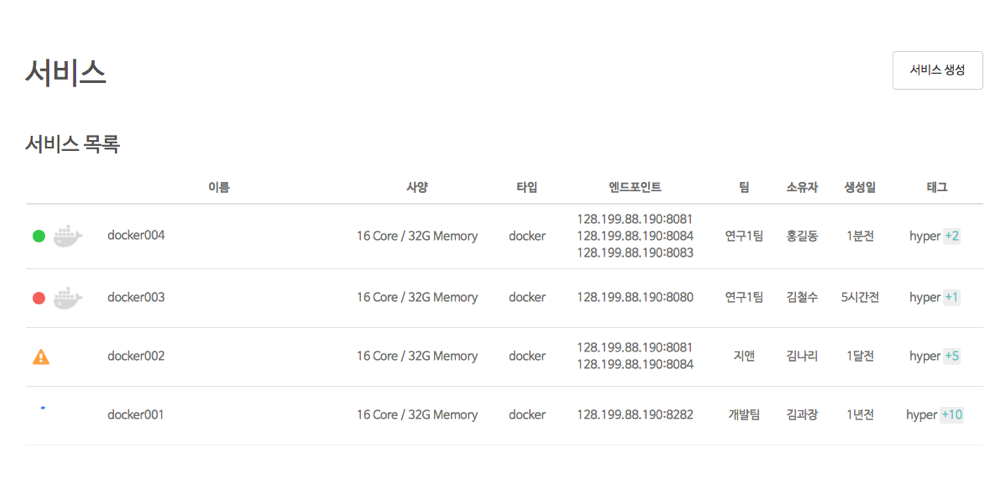 서비스
서비스 생성
서비스 목록
이름 사양 타입 엔드포인트 팀 소유자 생성일 태그
docker004 16 Core / 32G Memory docker 128.199.88.190:8081 연구1팀 홍길동 1분전 hyper +2
128.199.88.190:8084
128.199.88.190:8083
docker003 16 Core / 32G Memory docker 128.199.88.190:8080 연구1팀 김철수 5시간전 hyper +1
docker002 16 Core / 32G Memory docker 128.199.88.190:8081 지앤 김나리 1달전 hyper +5
128.199.88.190:8084
docker001 16 Core / 32G Memory docker 128.199.88.190:8282 개발팀 김과장 1년전 hyper +10